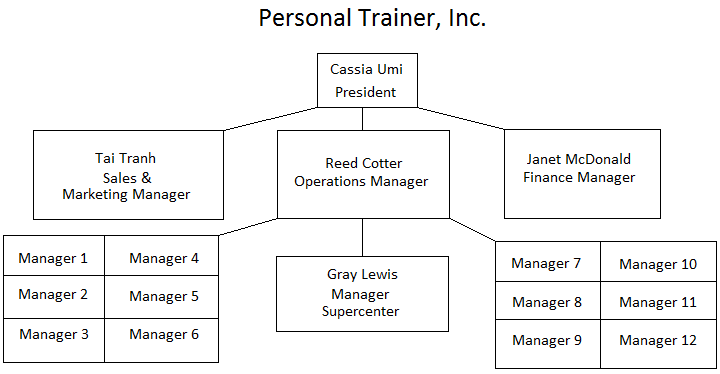 Personal Trainer, Inc.
Cassia Umi
President
Tai Tranh
Sales &
Marketing Manager
Reed Cotter
Operations Manager
Janet McDonald
Finance Manager
Manager 1
Manager 4
Manager 2
Manager 5
Manager 3
Manager 6
Gray Lewis
Manager
Supercenter
Manager 7
Manager 10
Manager 8
Manager 11
Manager 9
Manager 12